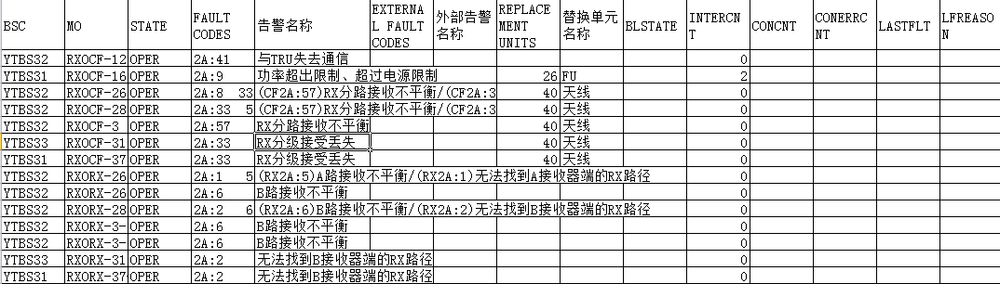 BSC MO STATE FAULT CODES 告警名称 EXTERNAL FAULT CODES 外部告警名称 REPLACEMENT UNITS 替换单元名称 BLSTATE INTERCNT CONCNT CONERRCNT LASTFLT LFREASON
YTBS32 RXOCF-12 OPER 2A:41 与TRU失去通信 0
YTBS31 RXOCF-16 OPER 2A:9 功率超出限制、超过电源限制 26 FU 2
YTBS32 RXOCF-26 OPER 2A:8 33 (CF2A:57)RX分路接收不平衡/(CF2A:3 40 天线 0
YTBS32 RXOCF-28 OPER 2A:33 5 (CF2A:57)RX分路接收不平衡/(CF2A:3 40 天线 0
YTBS32 RXOCF-3 OPER 2A:57 RX分路接收不平衡 40 天线 0
YTBS33 RXOCF-31 OPER 2A:33 RX分级接受丢失 40 天线 0
YTBS31 RXOCF-37 OPER 2A:33 RX分级接受丢失 40 天线 0
YTBS32 RXORX-26 OPER 2A:1 5 (RX2A:5)A路接收不平衡/(RX2A:1)无法找到A接收器端的RX路径 0
YTBS32 RXORX-26 OPER 2A:6 B路接收不平衡 0
YTBS32 RXORX-28 OPER 2A:2 6 (RX2A:6)B路接收不平衡/(RX2A:2)无法找到B接收器端的RX路径 0
YTBS32 RXORX-3- OPER 2A:6 B路接收不平衡 0
YTBS32 RXORX-3- OPER 2A:6 B路接收不平衡 0
YTBS33 RXORX-31 OPER 2A:2 无法找到B接收器端的RX路径 0
YTBS31 RXORX-37 OPER 2A:2 无法找到B接收器端的RX路径 0